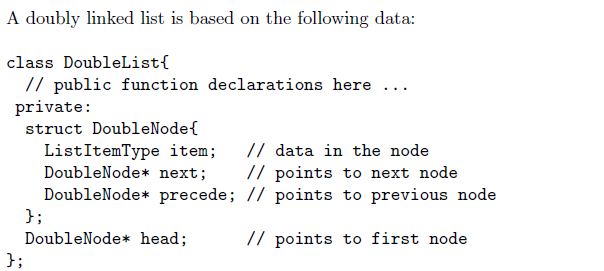 A doubly linked list is based on the following data:
class DoubleList{
// public function declarations here ...
private:
struct DoubleNode{
ListItemType item; // data in the node
DoubleNode* next; // points to next node
DoubleNode* precede; // points to previous node
};
DoubleNode* head; // points to first node
};